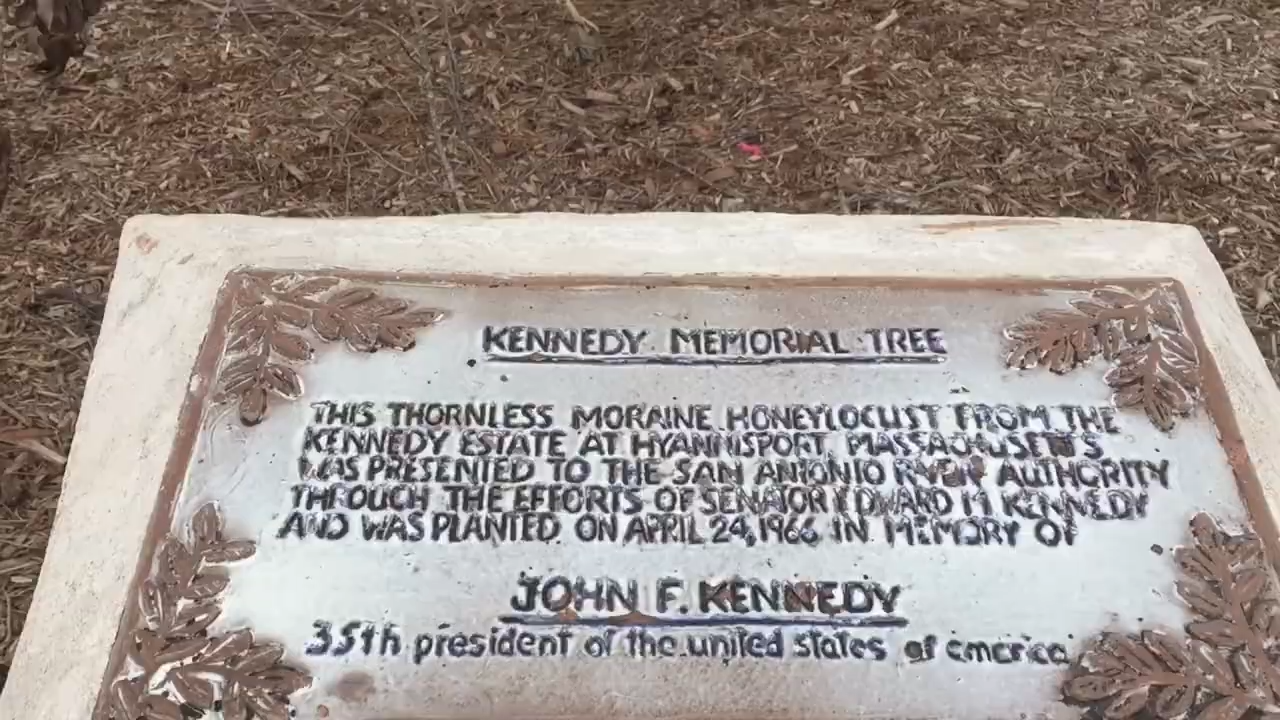 KENNEDY MEMORIAL TREE
THIS THORNLESS MORAINE HONEYLOCUST FROM THE
KENNEDY ESTATE AT HYANNISPORT, MASSACHUSETTS
WAS PRESENTED TO THE SAN ANTONIO RIVER AUTHORITY
THROUGH THE EFFORTS OF SENATOR EDWARD M KENNEDY
AND WAS PLANTED ON APRIL 24, 1966 IN MEMORY OF
JOHN F. KENNEDY
35th president of the united states of america